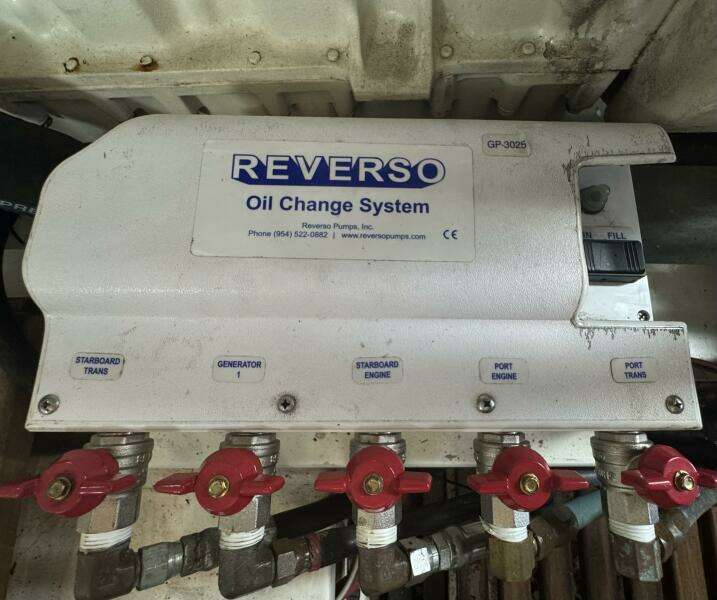 GP-3025
REVERSO
Oil Change System
Reverso Pumps, Inc.
Phone (954) 522-0882 | www.reversopumps.com
CE
FILL
STARBOARD
TRANS
GENERATOR
1
STARBOARD
ENGINE
PORT
ENGINE
PORT
TRANS